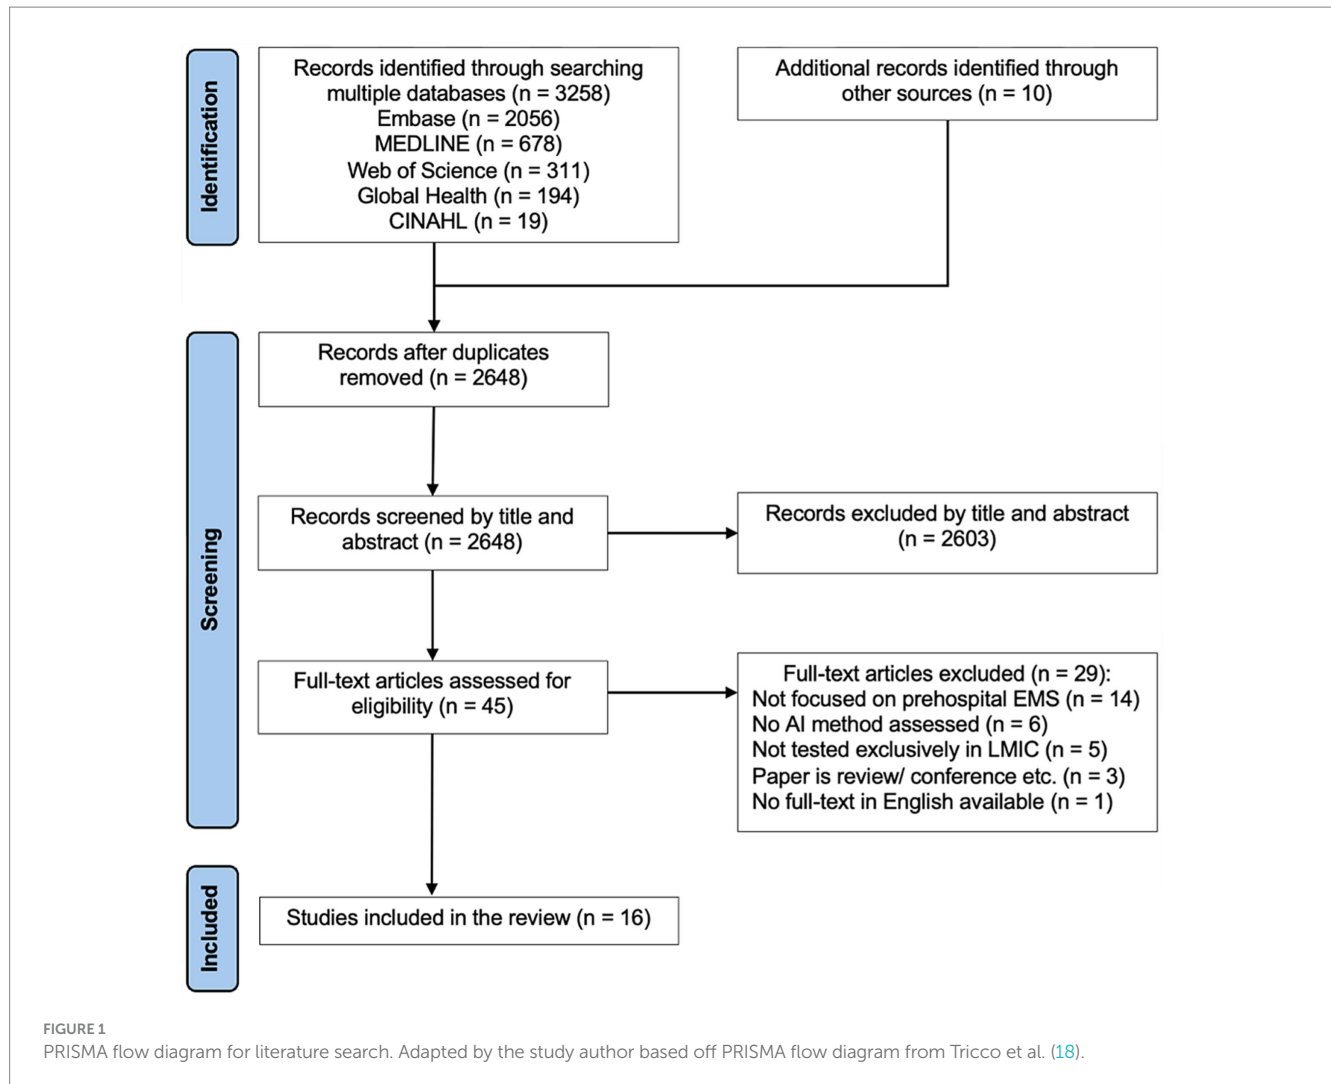 Identification
Records identified through searching
multiple databases (n = 3258)
Embase (n = 2056)
MEDLINE (n = 678)
Web of Science (n = 311)
Global Health (n = 194)
CINAHL (n = 19)
Additional records identified through
other sources (n = 10)
Screening
Records after duplicates
removed (n = 2648)
Records screened by title and
abstract (n = 2648)
Records excluded by title and abstract
(n = 2603)
Full-text articles assessed for
eligibility (n = 45)
Full-text articles excluded (n = 29):
Not focused on prehospital EMS (n = 14)
No AI method assessed (n = 6)
Not tested exclusively in LMIC (n = 5)
Paper is review/ conference etc. (n = 3)
No full-text in English available (n = 1)
Included
Studies included in the review (n = 16)
FIGURE 1
PRISMA flow diagram for literature search. Adapted by the study author based off PRISMA flow diagram from Tricco et al. (18).